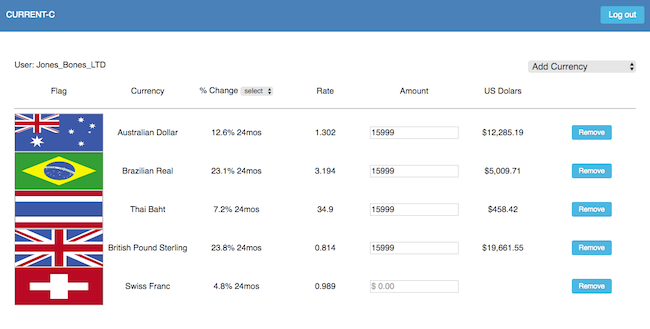 CURRENT-C Log out
User: Jones_Bones_LTD Add Currency
Flag Currency % Change select Rate Amount US Dolars
Australian Dollar 12.6% 24mos 1.302 15999 $12,285.19 Remove
Brazilian Real 23.1% 24mos 3.194 15999 $5,009.71 Remove
Thai Baht 7.2% 24mos 34.9 15999 $458.42 Remove
British Pound Sterling 23.8% 24mos 0.814 15999 $19,661.55 Remove
Swiss Franc 4.8% 24mos 0.989 $ 0.00 Remove